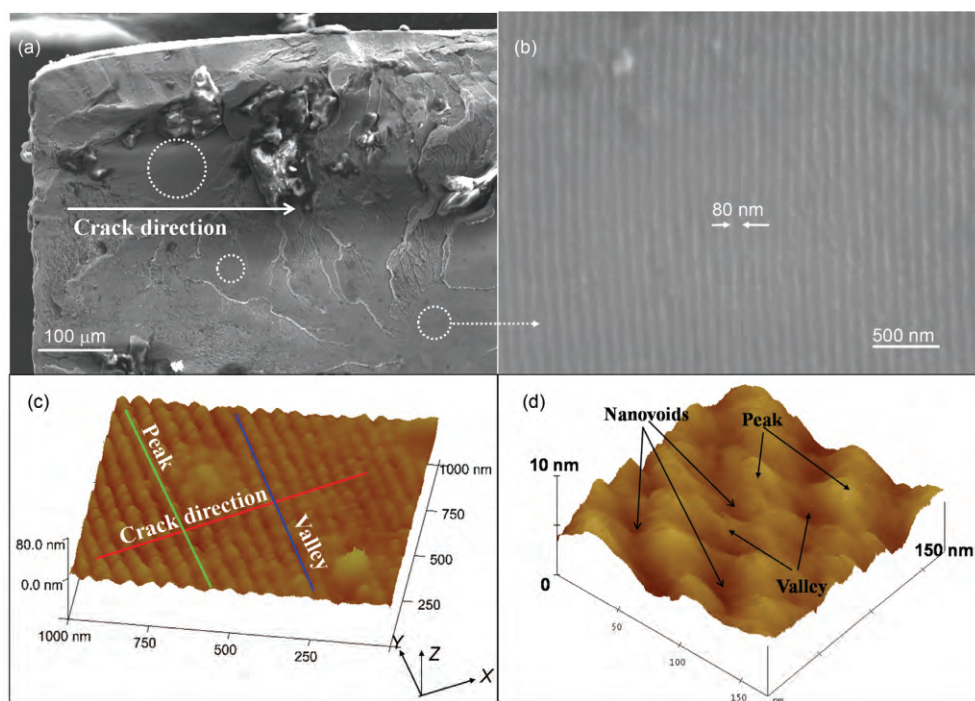 (a)
Crack direction
100 μm
(b)
80 nm
500 nm
(c)
Peak
Crack direction
Valley
1000 nm
750
500
250
80.0 nm
0.0 nm
1000 nm
750
500
250
Y
Z
X
(d)
Nanovoids
Peak
10 nm
0
Valley
150 nm
50
100
150
nm